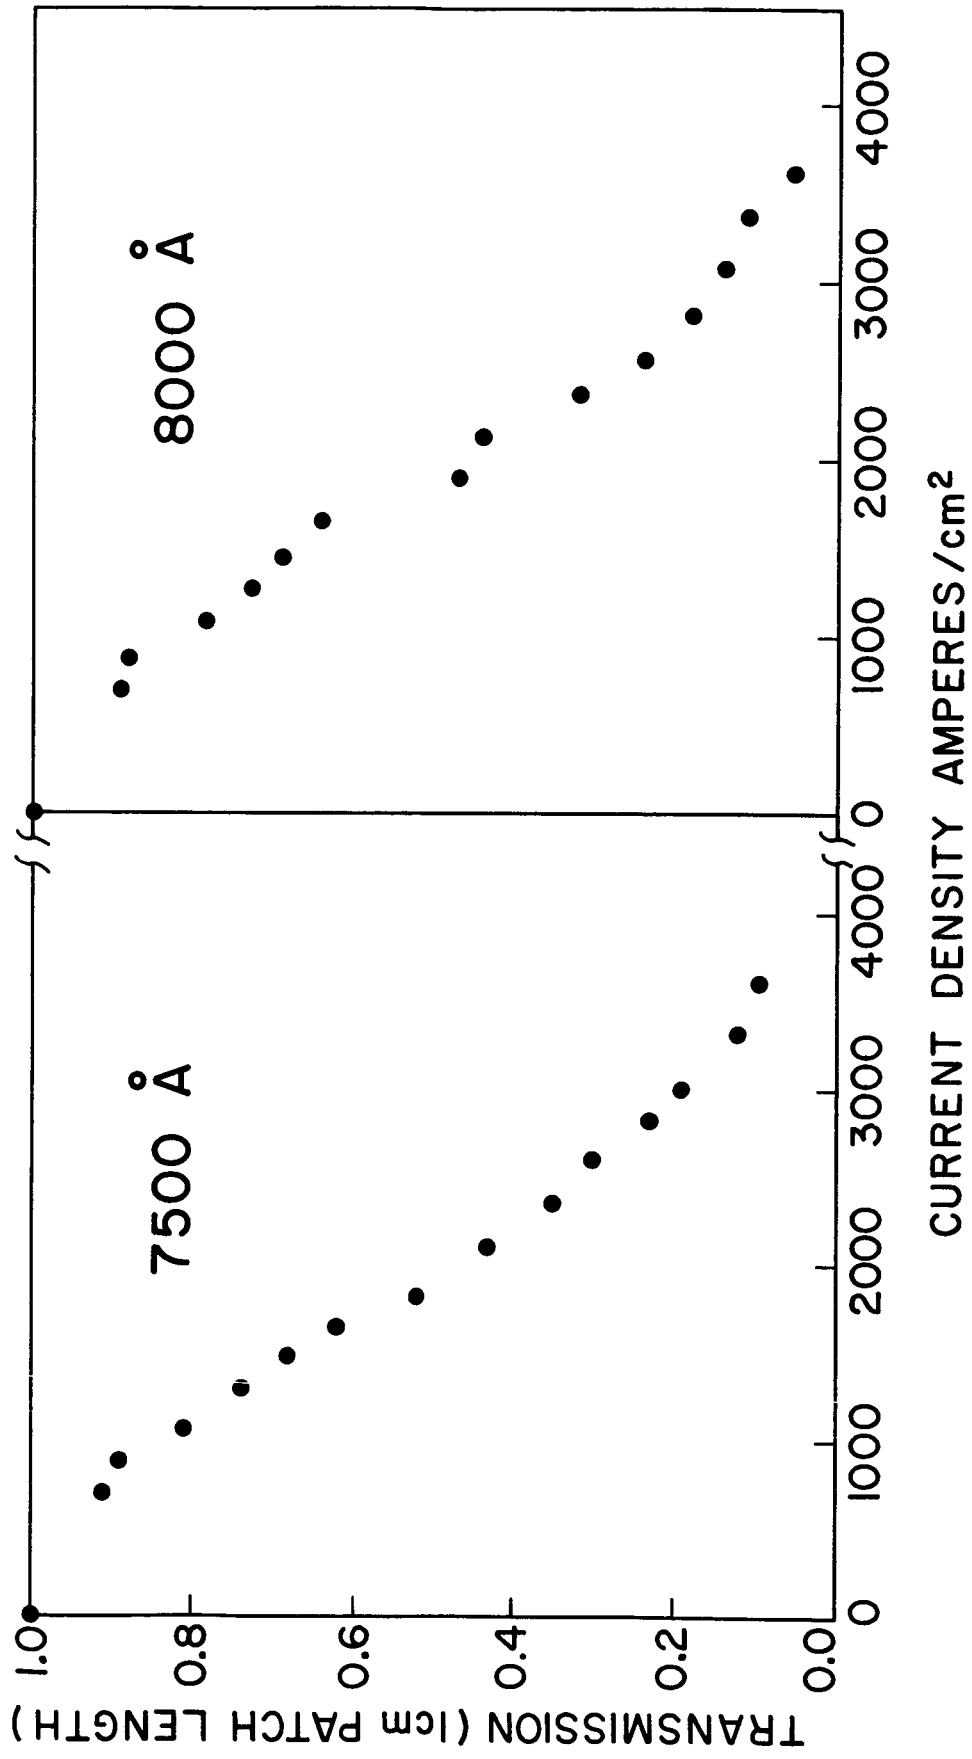 TRANSMISSION (1cm PATCH LENGTH)
1.0
0.8
0.6
0.4
0.2
0.0
7500 Å
8000 Å
0 1000 2000 3000 4000 0 1000 2000 3000 4000
CURRENT DENSITY AMPERES/cm²